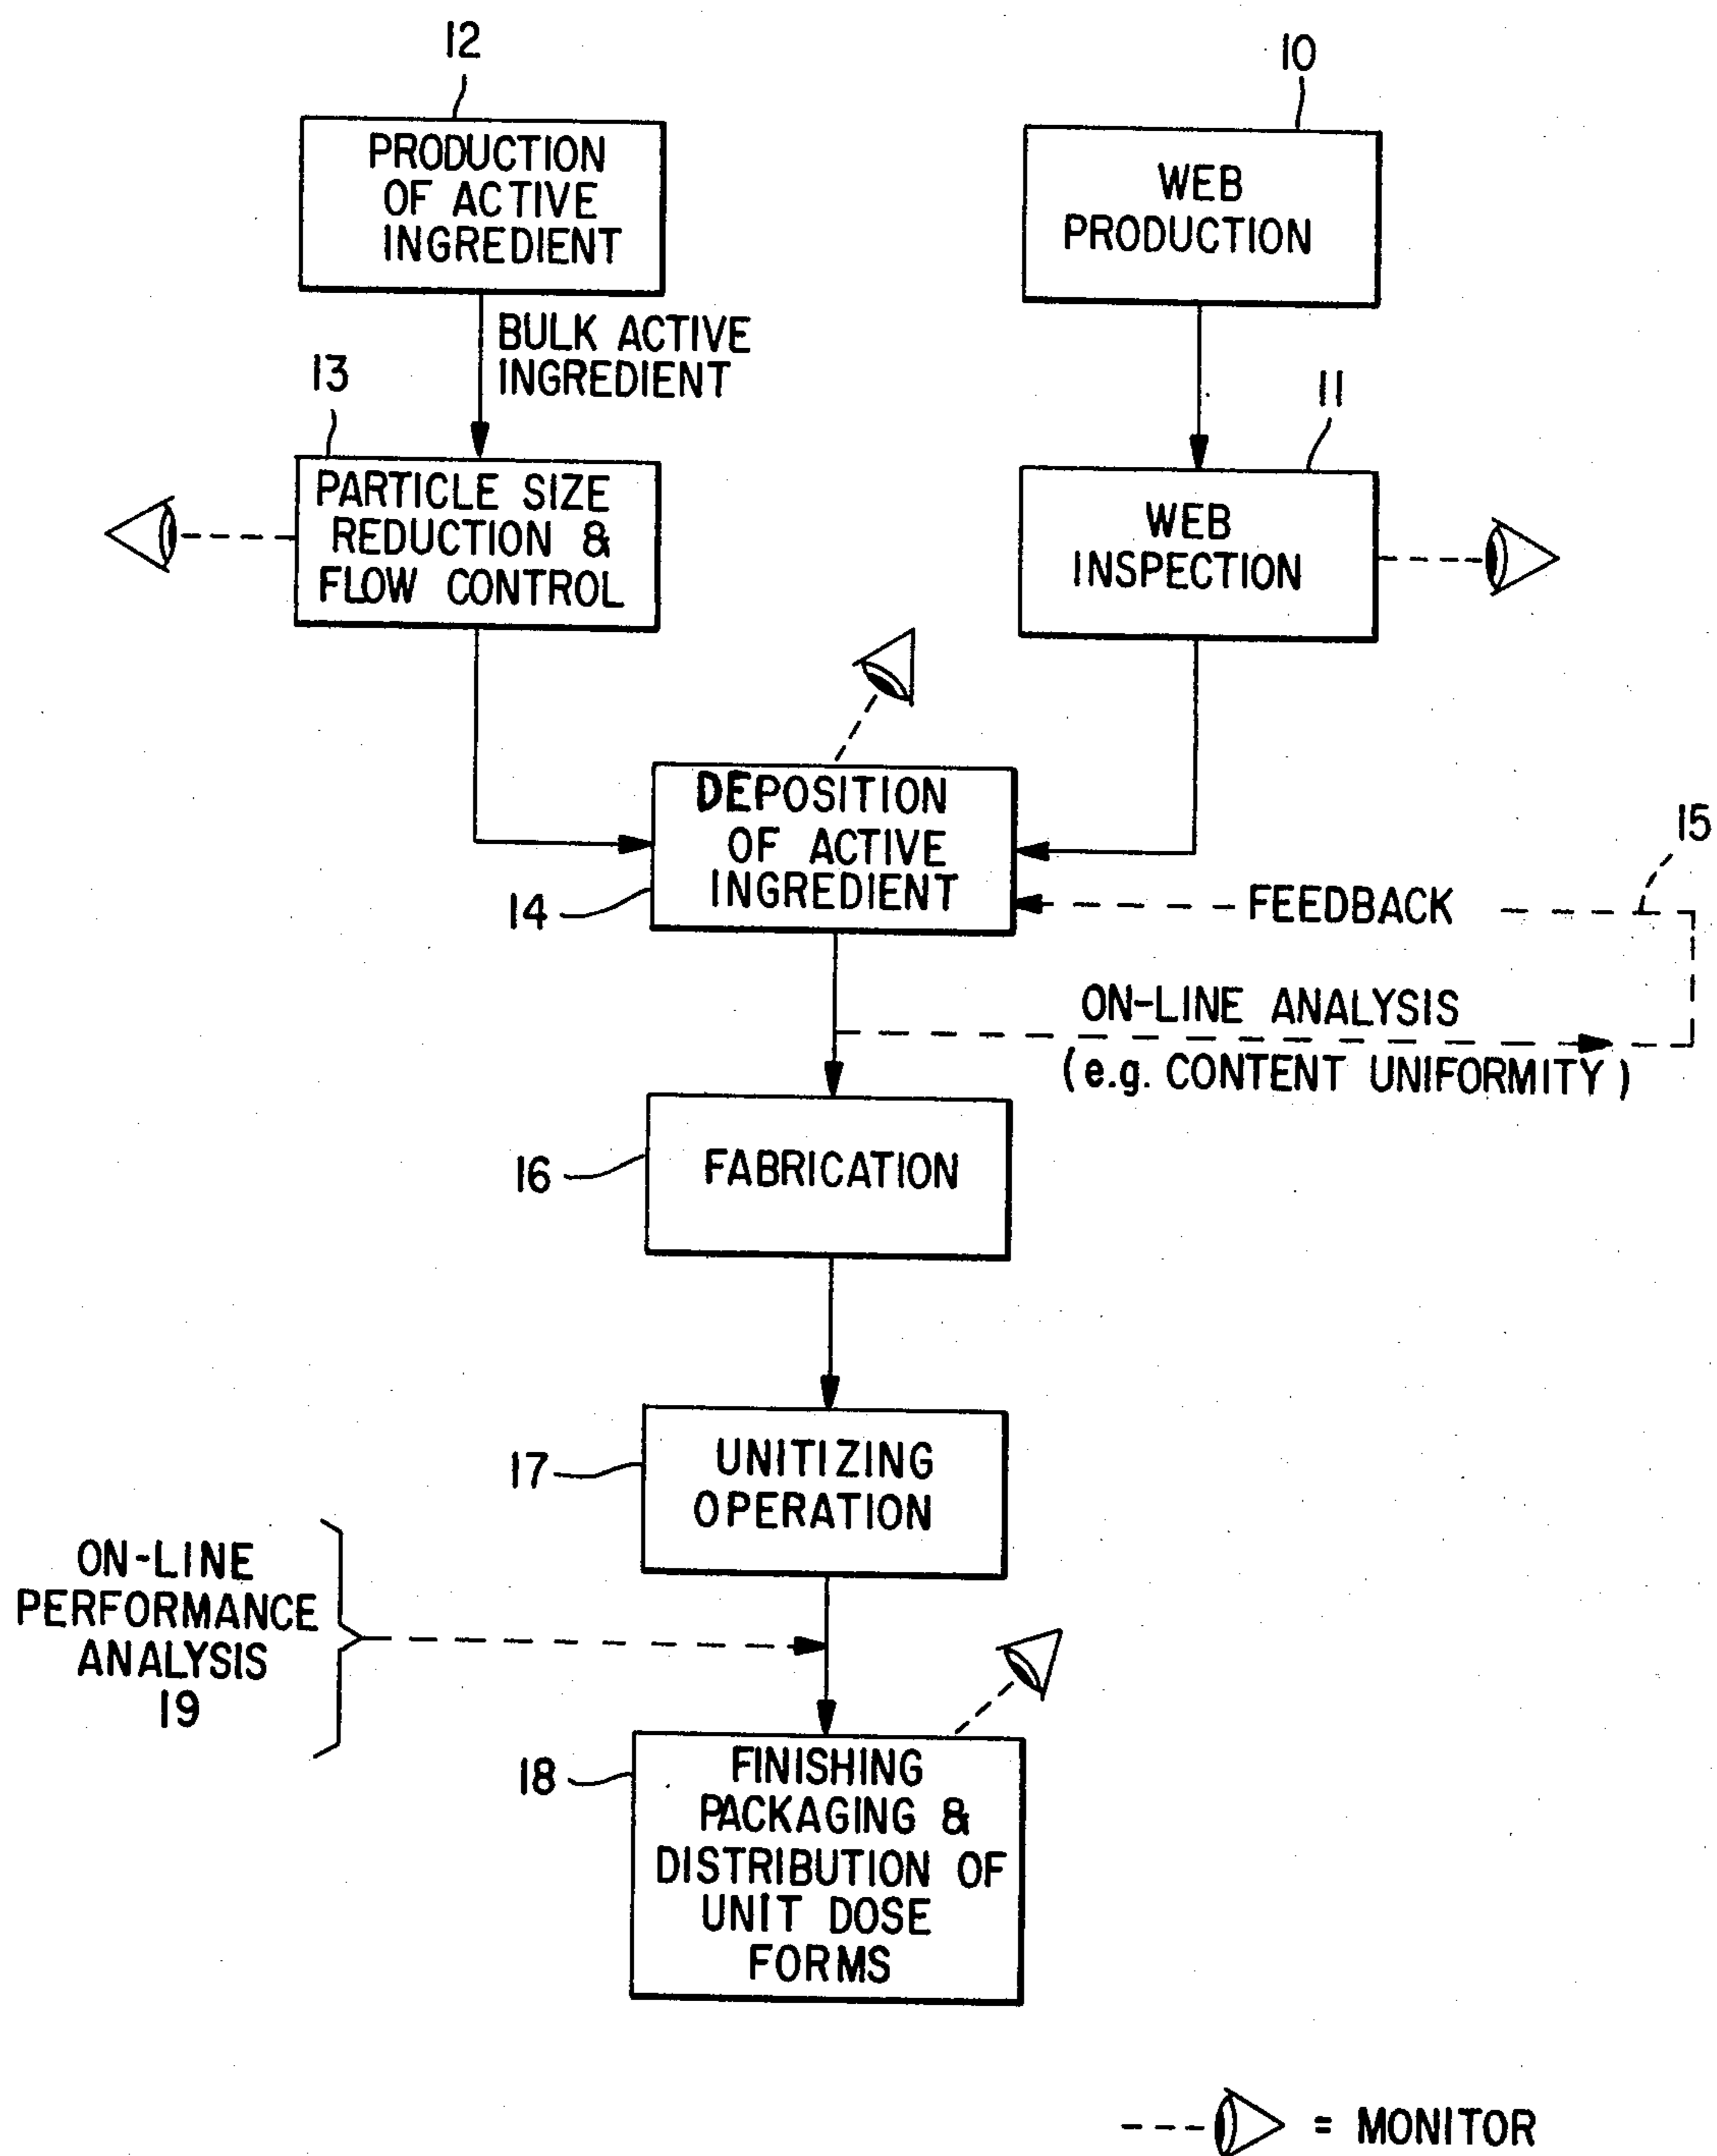 12
10
PRODUCTION
OF ACTIVE
INGREDIENT
WEB
PRODUCTION
BULK ACTIVE
INGREDIENT
13
11
PARTICLE SIZE
REDUCTION &
FLOW CONTROL
WEB
INSPECTION
DEPOSITION
OF ACTIVE
INGREDIENT
14
15
FEEDBACK
ON-LINE ANALYSIS
(e.g. CONTENT UNIFORMITY)
16
FABRICATION
17
UNITIZING
OPERATION
ON-LINE
PERFORMANCE
ANALYSIS
19
18
FINISHING
PACKAGING &
DISTRIBUTION OF
UNIT DOSE
FORMS
= MONITOR